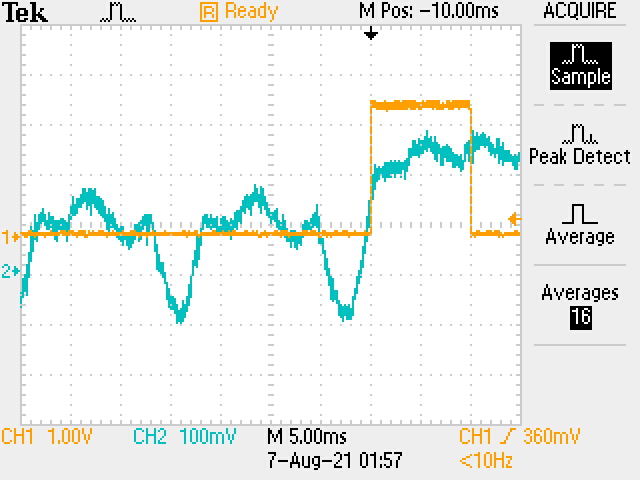 Tek R Ready M Pos: -10.00ms ACQUIRE
Sample
Peak Detect
Average
Averages
16
1
2
CH1 1.00V CH2 100mV M 5.00ms CH1 360mV
7-Aug-21 01:57 <10Hz